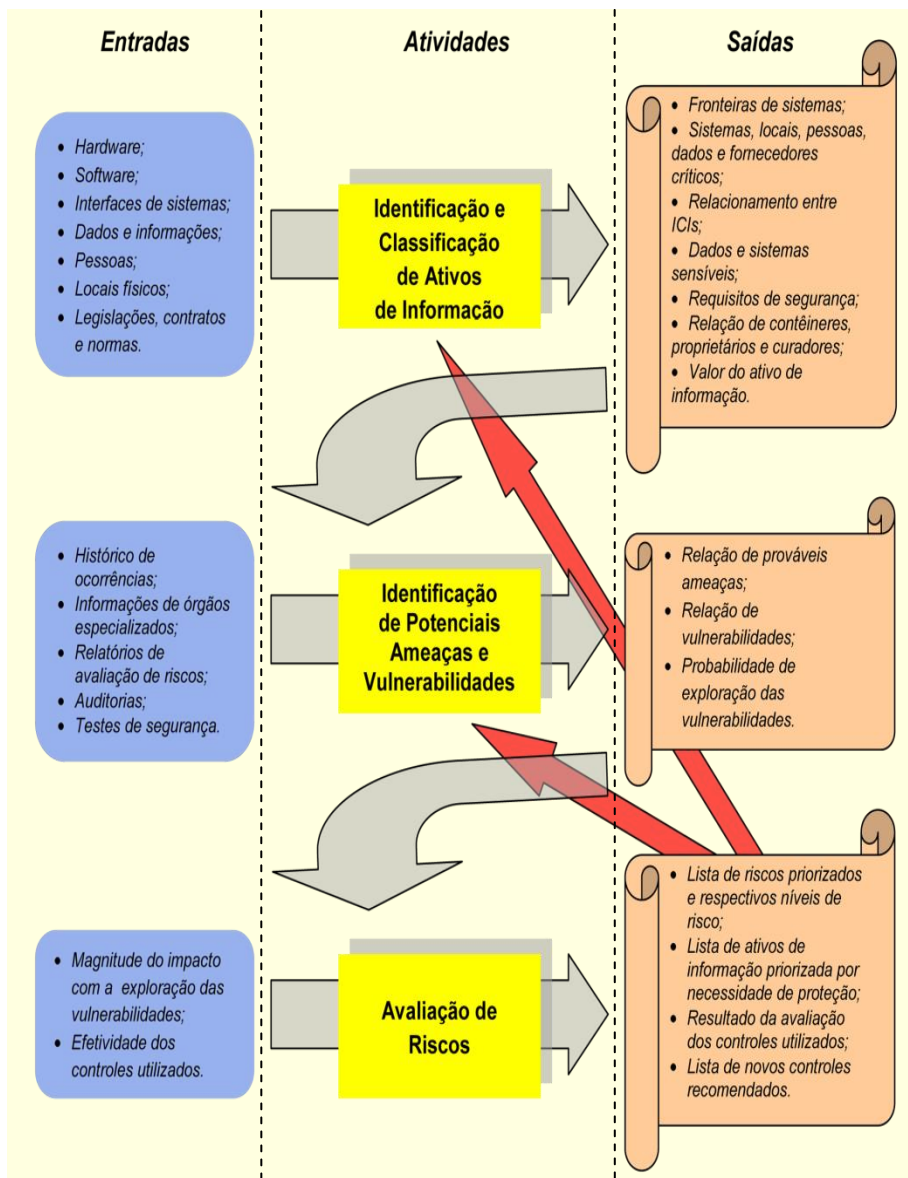 Entradas
Atividades
Saídas
• Hardware;
• Software;
• Interfaces de sistemas;
• Dados e informações;
• Pessoas;
• Locais físicos;
• Legislações, contratos
e normas.
Identificação e
Classificação
de Ativos
de Informação
• Fronteiras de sistemas;
• Sistemas, locais, pessoas,
dados e fornecedores
críticos;
• Relacionamento entre
ICIs;
• Dados e sistemas
sensíveis;
• Requisitos de segurança;
• Relação de contêineres,
proprietários e curadores;
• Valor do ativo de
informação.
• Histórico de
ocorrências;
• Informações de órgãos
especializados;
• Relatórios de
avaliação de riscos;
• Auditorias;
• Testes de segurança.
Identificação
de Potenciais
Ameaças e
Vulnerabilidades
• Relação de prováveis
ameaças;
• Relação de
vulnerabilidades;
• Probabilidade de
exploração das
vulnerabilidades.
• Magnitude do impacto
com a exploração das
vulnerabilidades;
• Efetividade dos
controles utilizados.
Avaliação de
Riscos
• Lista de riscos priorizados
e respectivos níveis de
risco;
• Lista de ativos de
informação priorizada por
necessidade de proteção;
• Resultado da avaliação
dos controles utilizados;
• Lista de novos controles
recomendados.